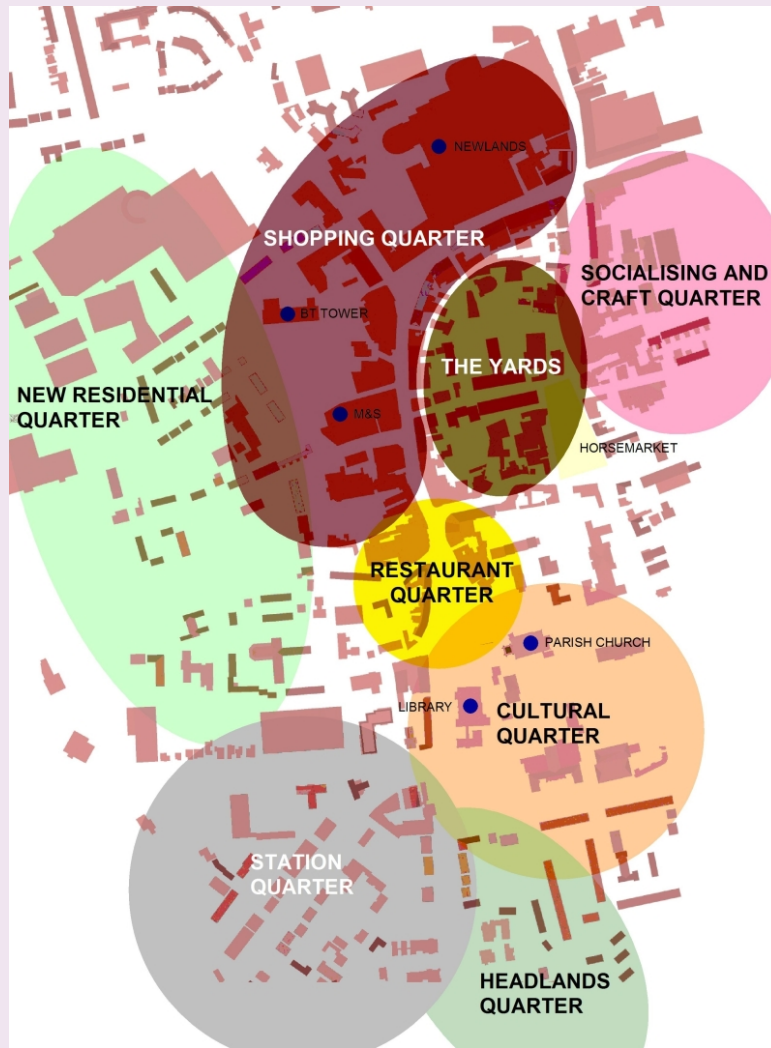 NEWLANDS
SHOPPING QUARTER
SOCIALISING AND
CRAFT QUARTER
BT TOWER
THE YARDS
NEW RESIDENTIAL
QUARTER
M&S
HORSEMARKET
RESTAURANT
QUARTER
PARISH CHURCH
LIBRARY
CULTURAL
QUARTER
STATION
QUARTER
HEADLANDS
QUARTER